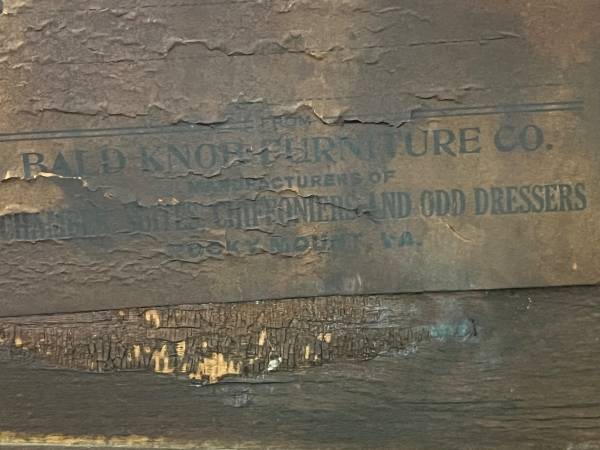 FROM
BALD KNOB FURNITURE CO.
MANUFACTURERS OF
CHAMBER SUITES, CHIFFONIERS AND ODD DRESSERS
ROCKY MOUNT, VA.